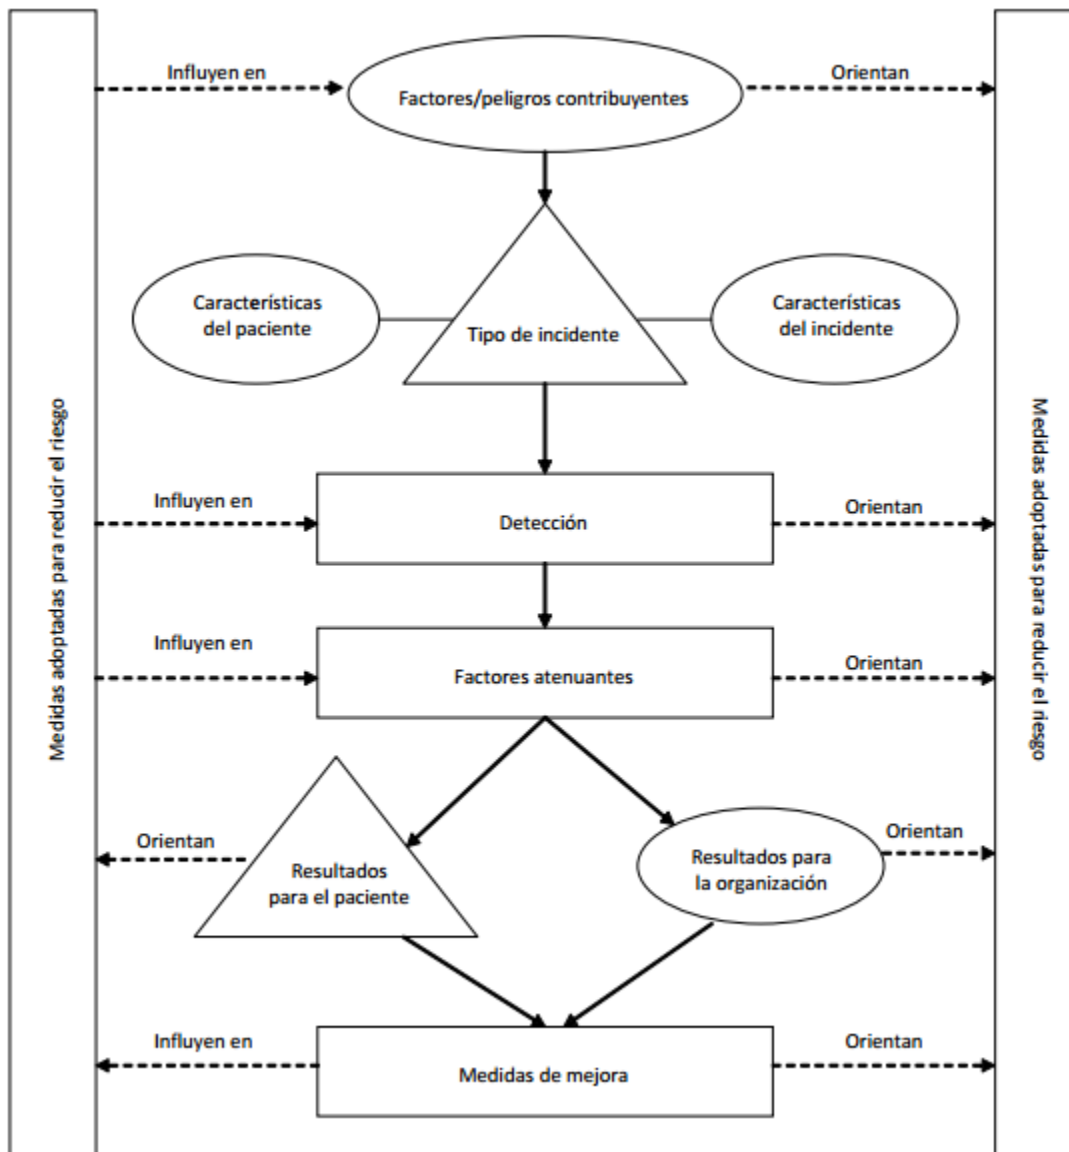 Influyen en
Factores/peligros contribuyentes
Orientan
Características
del paciente
Tipo de incidente
Características
del incidente
Medidas adoptadas para reducir el riesgo
Medidas adoptadas para reducir el riesgo
Influyen en
Detección
Orientan
Influyen en
Factores atenuantes
Orientan
Orientan
Resultados
para el paciente
Resultados para
la organización
Orientan
Influyen en
Medidas de mejora
Orientan